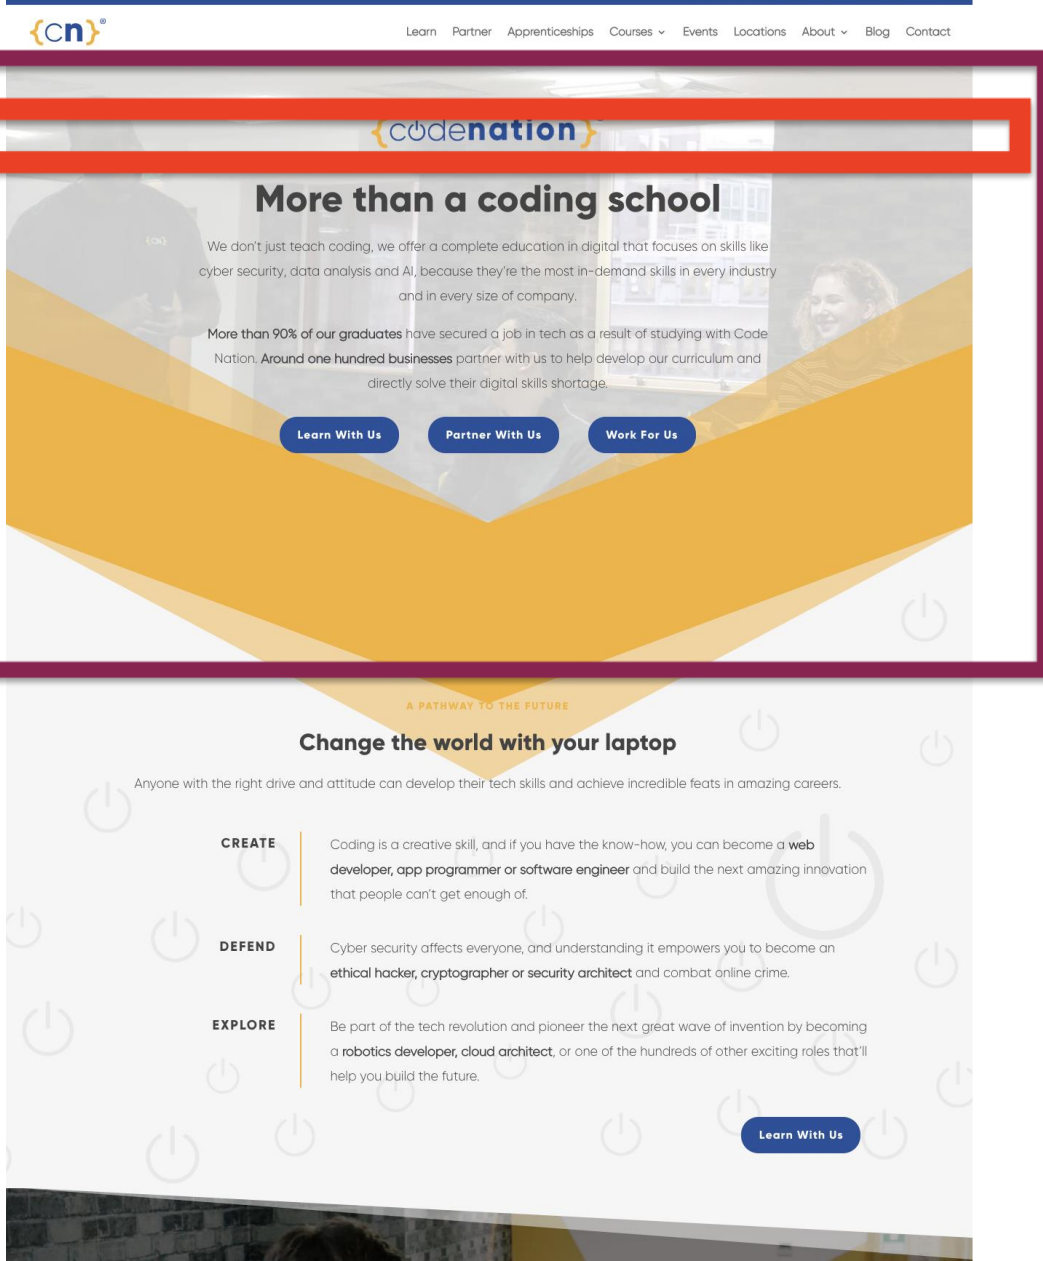 {cn}®
Learn Partner Apprenticeships Courses Events Locations About Blog Contact
{codenation}
{cn}
More than a coding school
We don't just teach coding, we offer a complete education in digital that focuses on skills like
cyber security, data analysis and AI, because they're the most in-demand skills in every industry
and in every size of company.
More than 90% of our graduates have secured a job in tech as a result of studying with Code
Nation. Around one hundred businesses partner with us to help develop our curriculum and
directly solve their digital skills shortage.
Learn With Us Partner With Us Work For Us
A PATHWAY TO THE FUTURE
Change the world with your laptop
Anyone with the right drive and attitude can develop their tech skills and achieve incredible feats in amazing careers.
CREATE
Coding is a creative skill, and if you have the know-how, you can become a web
developer, app programmer or software engineer and build the next amazing innovation
that people can't get enough of.
DEFEND
Cyber security affects everyone, and understanding it empowers you to become an
ethical hacker, cryptographer or security architect and combat online crime.
EXPLORE
Be part of the tech revolution and pioneer the next great wave of invention by becoming
a robotics developer, cloud architect, or one of the hundreds of other exciting roles that'll
help you build the future.
Learn With Us